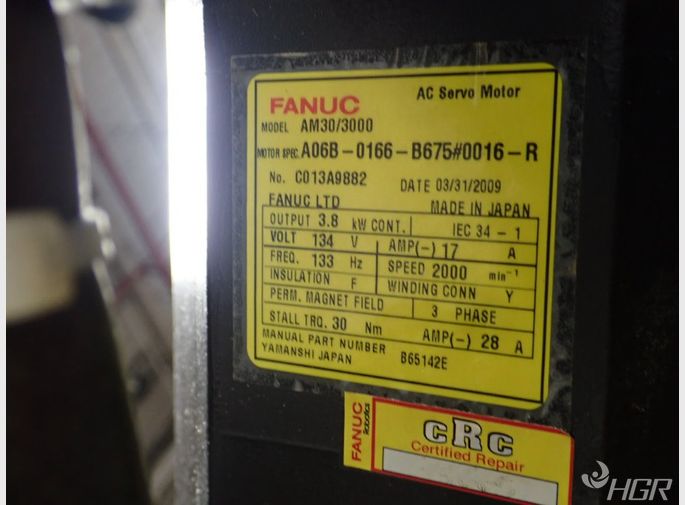 FANUC AC Servo Motor
MODEL AM30/3000
MOTOR SPEC. A06B-0166-B675#0016-R
No. C013A9882 DATE 03/31/2009
FANUC LTD MADE IN JAPAN
OUTPUT 3.8 kW CONT. IEC 34-1
VOLT 134 V AMP(~) 17 A
FREQ. 133 Hz SPEED 2000 min-1
INSULATION F WINDING CONN Y
PERM. MAGNET FIELD 3 PHASE
STALL TRQ. 30 Nm AMP(~) 28 A
MANUAL PART NUMBER B65142E
YAMANSHI JAPAN
FANUC Robotics
CRC
Certified Repair
HGR